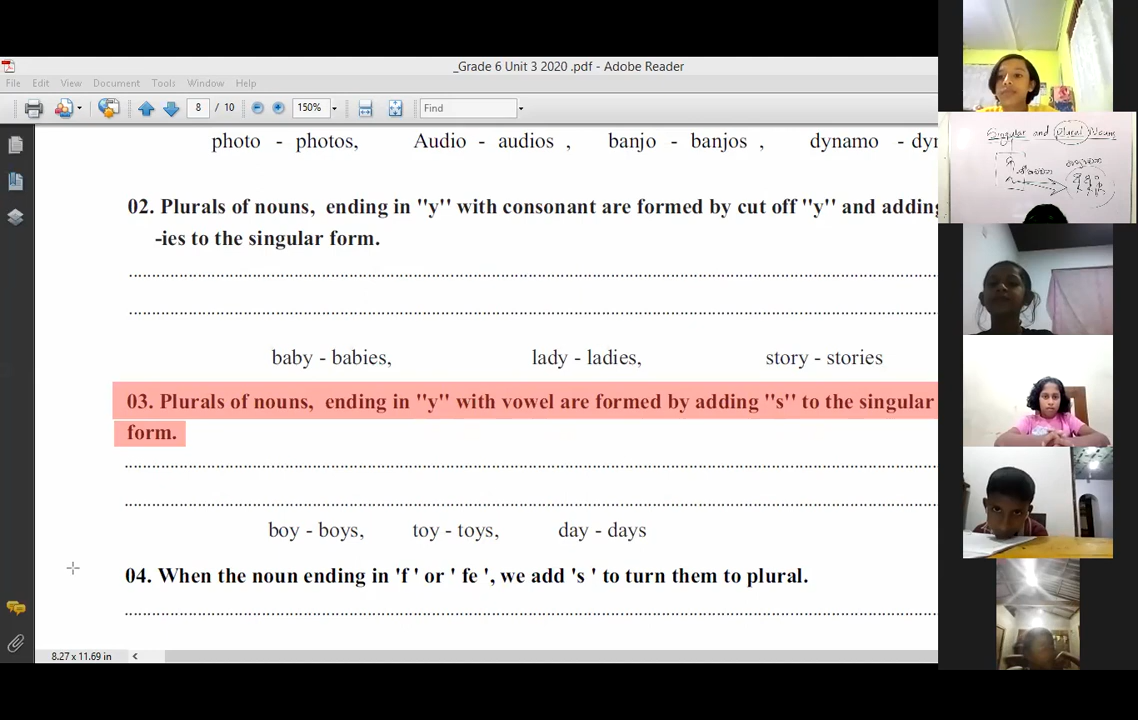 _Grade 6 Unit 3 2020 .pdf - Adobe Reader
File Edit View Document Tools Window Help
8 / 10 150% Find
photo - photos, Audio - audios , banjo - banjos , dynamo - dyn
02. Plurals of nouns, ending in "y" with consonant are formed by cut off "y" and adding
-ies to the singular form.
baby - babies, lady - ladies, story - stories
03. Plurals of nouns, ending in "y" with vowel are formed by adding "s" to the singular
form.
boy - boys, toy - toys, day - days
04. When the noun ending in 'f ' or ' fe ', we add 's ' to turn them to plural.
8.27 x 11.69 in
Singular and Plural Nouns